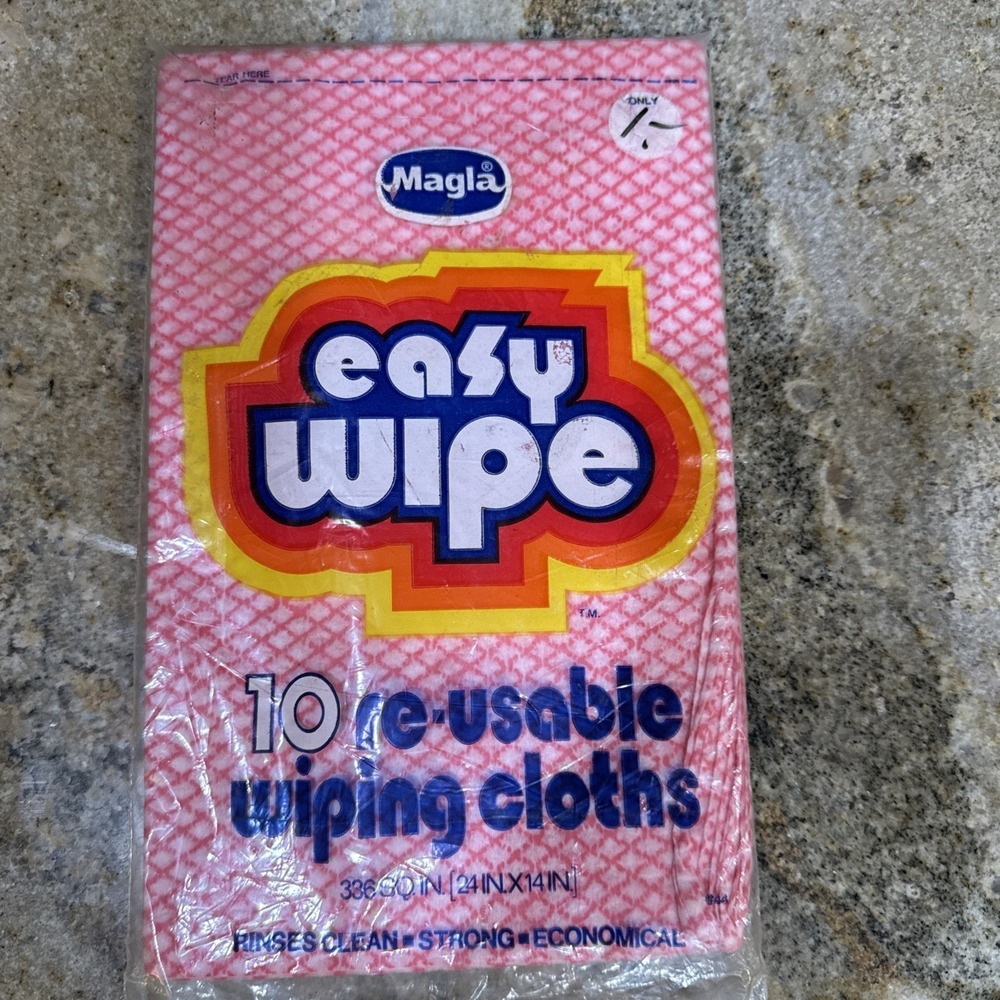 TEAR HERE
ONLY
1.-
Magla®
easy
wipe
T.M.
10 re-usable
wiping cloths
336 SQ. IN. [24 IN. X 14 IN.]
RINSES CLEAN ▪ STRONG ▪ ECONOMICAL